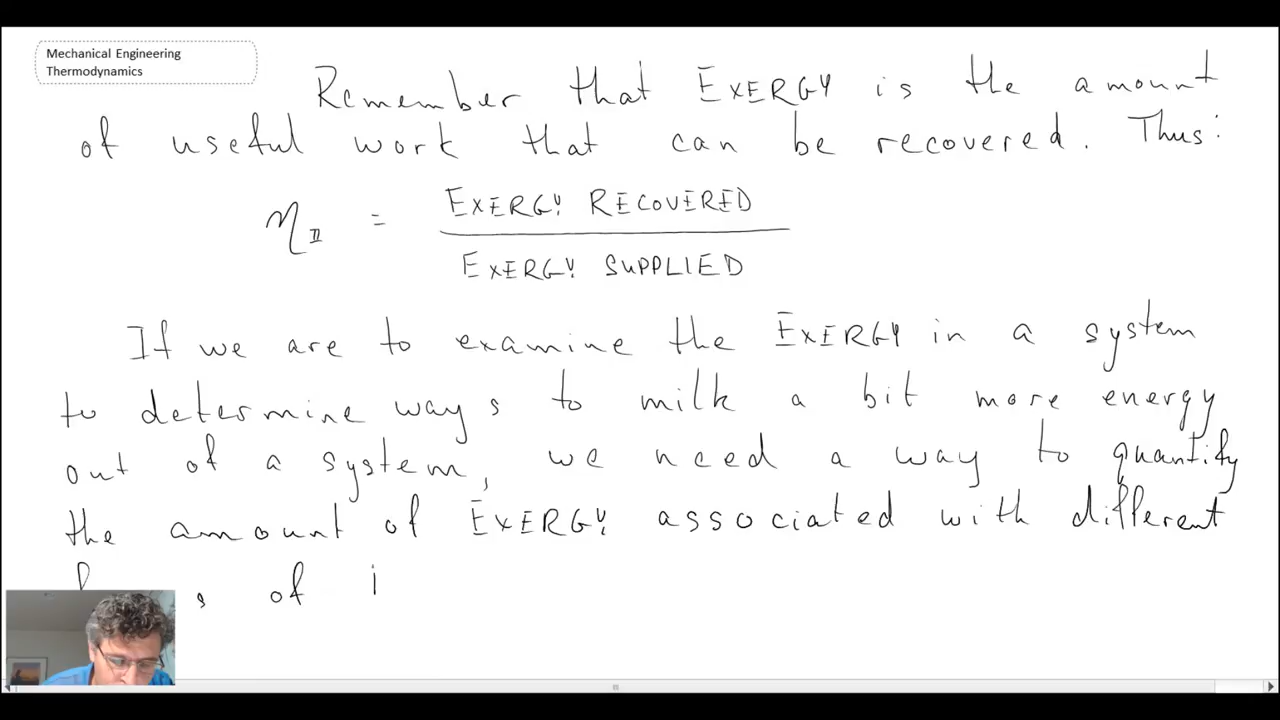 Mechanical Engineering
Thermodynamics
Remember that EXERGY is the amount
of useful work that can be recovered. Thus:
η_II = EXERGY RECOVERED
EXERGY SUPPLIED
If we are to examine the EXERGY in a system
to determine ways to milk a bit more energy
out of a system, we need a way to quantify
the amount of EXERGY associated with different
of